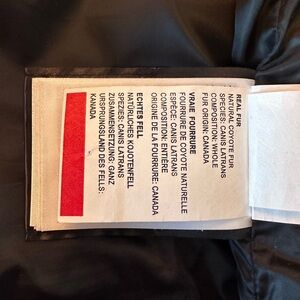 REAL FUR
NATURAL COYOTE FUR
SPECIES: CANIS LATRANS
COMPOSITION: WHOLE
FUR ORIGIN: CANADA
VRAIE FOURRURE
FOURRURE DE COYOTE NATURELLE
ESPÈCE: CANIS LATRANS
COMPOSITION: ENTIÈRE
ORIGINE DE LA FOURRURE: CANADA
ECHTES FELL
NATÜRLICHES KOJOTENFELL
SPEZIES: CANIS LATRANS
ZUSAMMENSETZUNG: GANZ
URSPRUNGSLAND DES FELLS:
KANADA